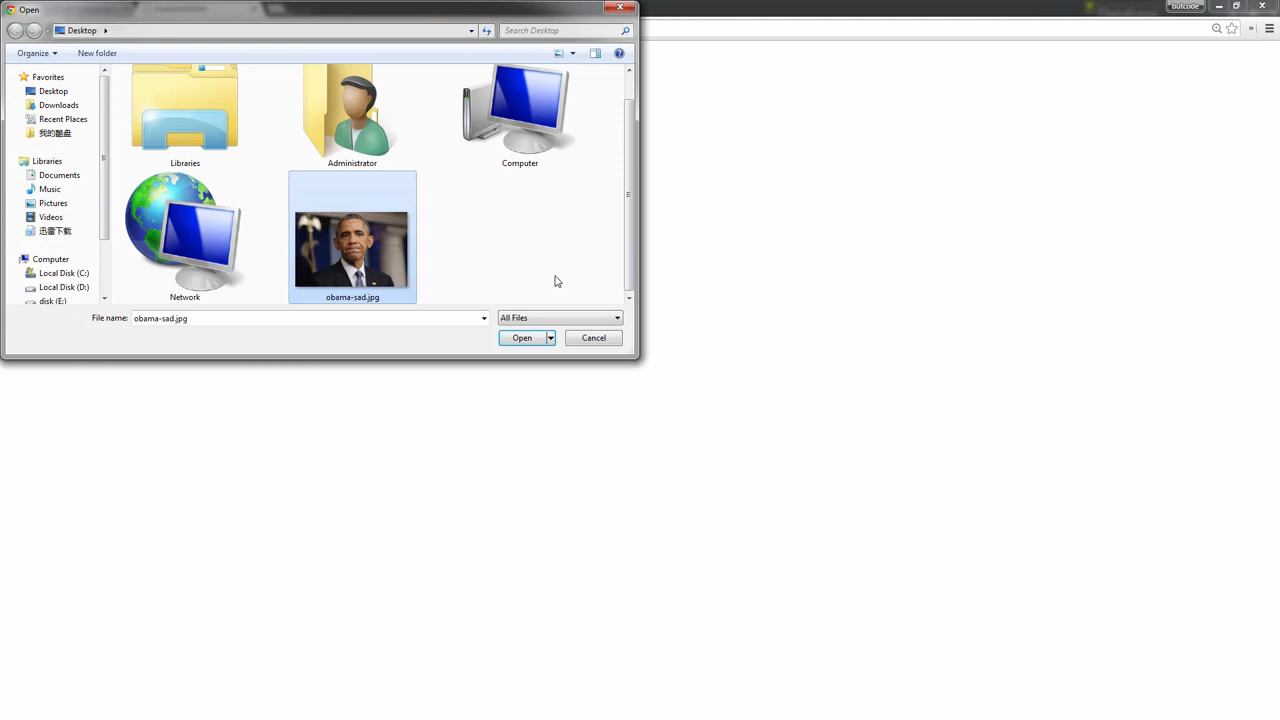 Open
butcode
Desktop
Search Desktop
Organize
New folder
Favorites
Desktop
Downloads
Recent Places
我的酷盘
Libraries
Documents
Music
Pictures
Videos
迅雷下载
Computer
Local Disk (C:)
Local Disk (D:)
disk (E:)
Libraries
Administrator
Computer
Network
obama-sad.jpg
File name: obama-sad.jpg
All Files
Open
Cancel